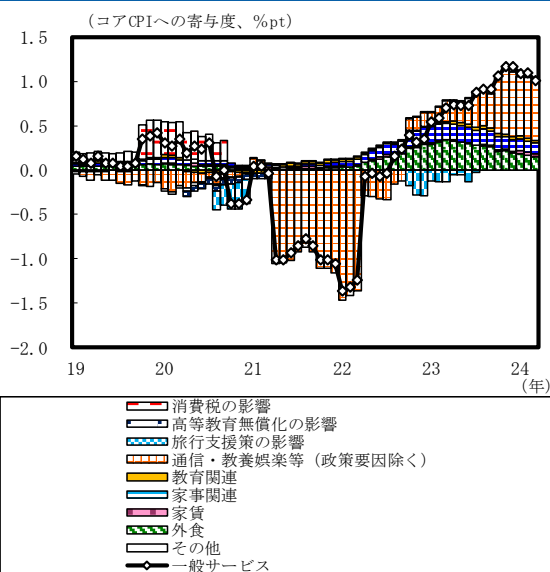 (コアCPIへの寄与度、%pt)
1.5
1.0
0.5
0.0
−0.5
−1.0
−1.5
−2.0
19 20 21 22 23 24
(年)
消費税の影響
高等教育無償化の影響
旅行支援策の影響
通信・教養娯楽等(政策要因除く)
教育関連
家事関連
家賃
外食
その他
一般サービス